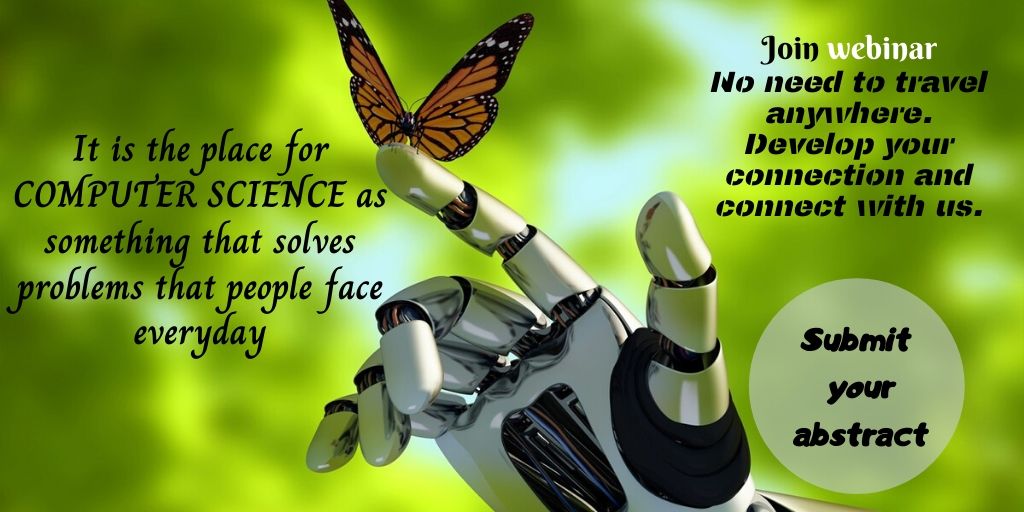 It is the place for
COMPUTER SCIENCE as
something that solves
problems that people face
everyday
Join webinar
No need to travel
anywhere.
Develop your
connection and
connect with us.
Submit
your
abstract